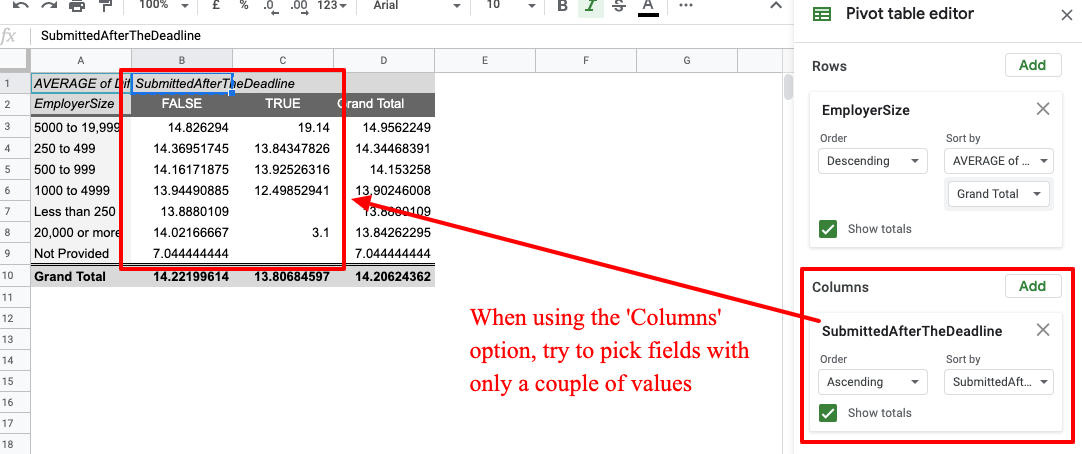 100%
£ % .0 .00 123
Arial
10
B I S A
Pivot table editor
fx SubmittedAfterTheDeadline
A B C D E F G
1 AVERAGE of Dif SubmittedAfterTheDeadline
2 EmployerSize FALSE TRUE Grand Total
3 5000 to 19,999 14.826294 19.14 14.9562249
4 250 to 499 14.36951745 13.84347826 14.34468391
5 500 to 999 14.16171875 13.92526316 14.153258
6 1000 to 4999 13.94490885 12.49852941 13.90246008
7 Less than 250 13.8880109 13.8880109
8 20,000 or more 14.02166667 3.1 13.84262295
9 Not Provided 7.044444444 7.044444444
10 Grand Total 14.22199614 13.80684597 14.20624362
11
12
13
14
15
16
17
18
When using the 'Columns'
option, try to pick fields with
only a couple of values
Rows Add
EmployerSize
Order Sort by
Descending AVERAGE of ...
Grand Total
Show totals
Columns Add
SubmittedAfterTheDeadline
Order Sort by
Ascending SubmittedAft...
Show totals